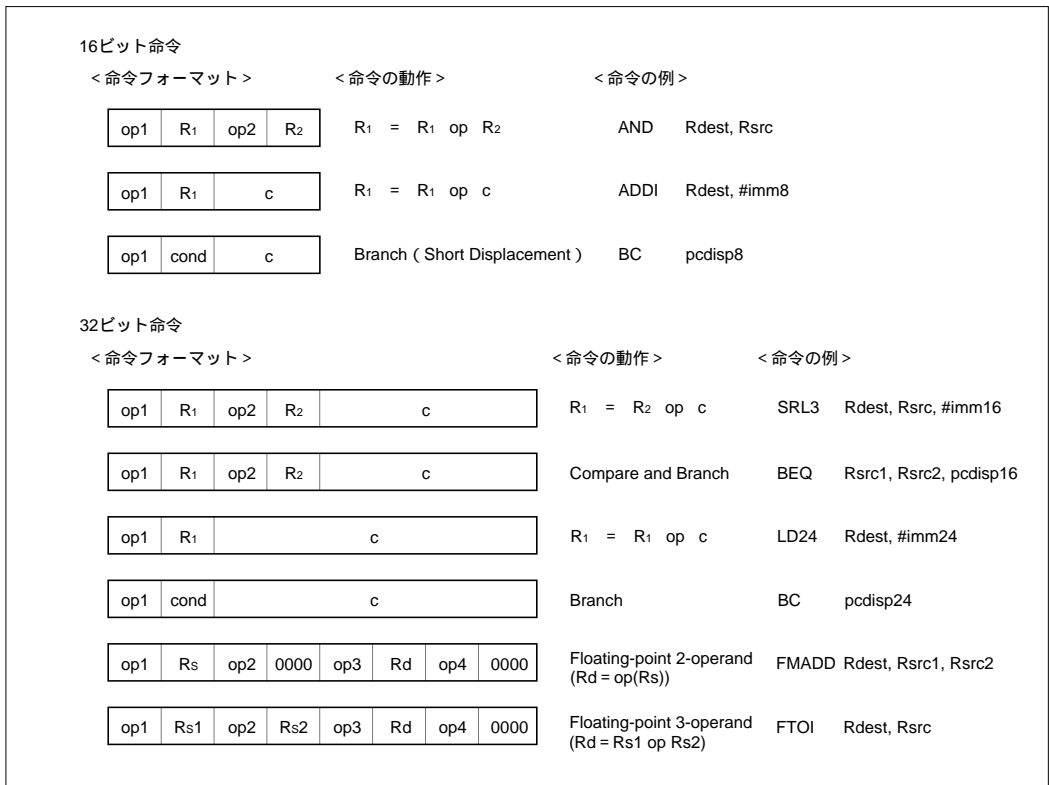 16ビット命令
<命令フォーマット> <命令の動作> <命令の例>
op1 R1 op2 R2 R1 = R1 op R2 AND Rdest, Rsrc
op1 R1 c R1 = R1 op c ADDI Rdest, #imm8
op1 cond c Branch(Short Displacement) BC pcdisp8
32ビット命令
<命令フォーマット> <命令の動作> <命令の例>
op1 R1 op2 R2 c R1 = R2 op c SRL3 Rdest, Rsrc, #imm16
op1 R1 op2 R2 c Compare and Branch BEQ Rsrc1, Rsrc2, pcdisp16
op1 R1 c R1 = R1 op c LD24 Rdest, #imm24
op1 cond c Branch BC pcdisp24
op1 Rs op2 0000 op3 Rd op4 0000 Floating-point 2-operand FMADD Rdest, Rsrc1, Rsrc2
(Rd = op(Rs))
op1 Rs1 op2 Rs2 op3 Rd op4 0000 Floating-point 3-operand FTOI Rdest, Rsrc
(Rd = Rs1 op Rs2)